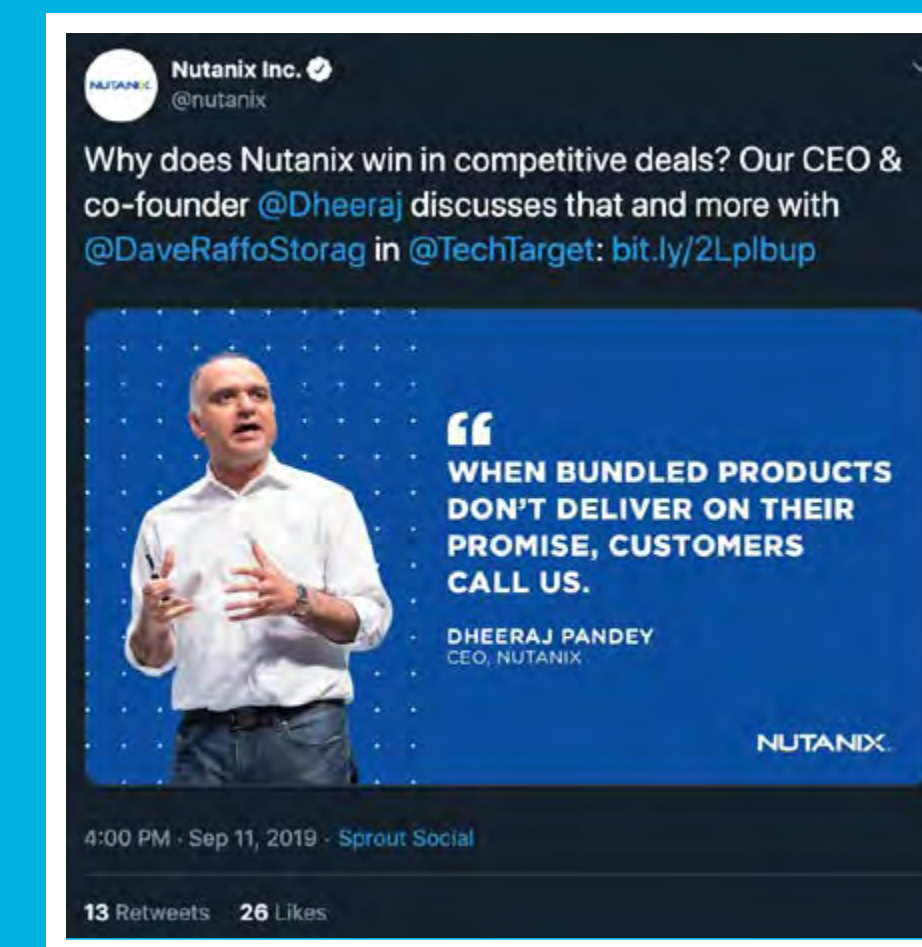 NUTANIX
Nutanix Inc.
@nutanix
Why does Nutanix win in competitive deals? Our CEO &
co-founder @Dheeraj discusses that and more with
@DaveRaffoStorag in @TechTarget: bit.ly/2Lplbup
“
WHEN BUNDLED PRODUCTS
DON’T DELIVER ON THEIR
PROMISE, CUSTOMERS
CALL US.
DHEERAJ PANDEY
CEO, NUTANIX
NUTANIX.
4:00 PM · Sep 11, 2019 · Sprout Social
13 Retweets 26 Likes